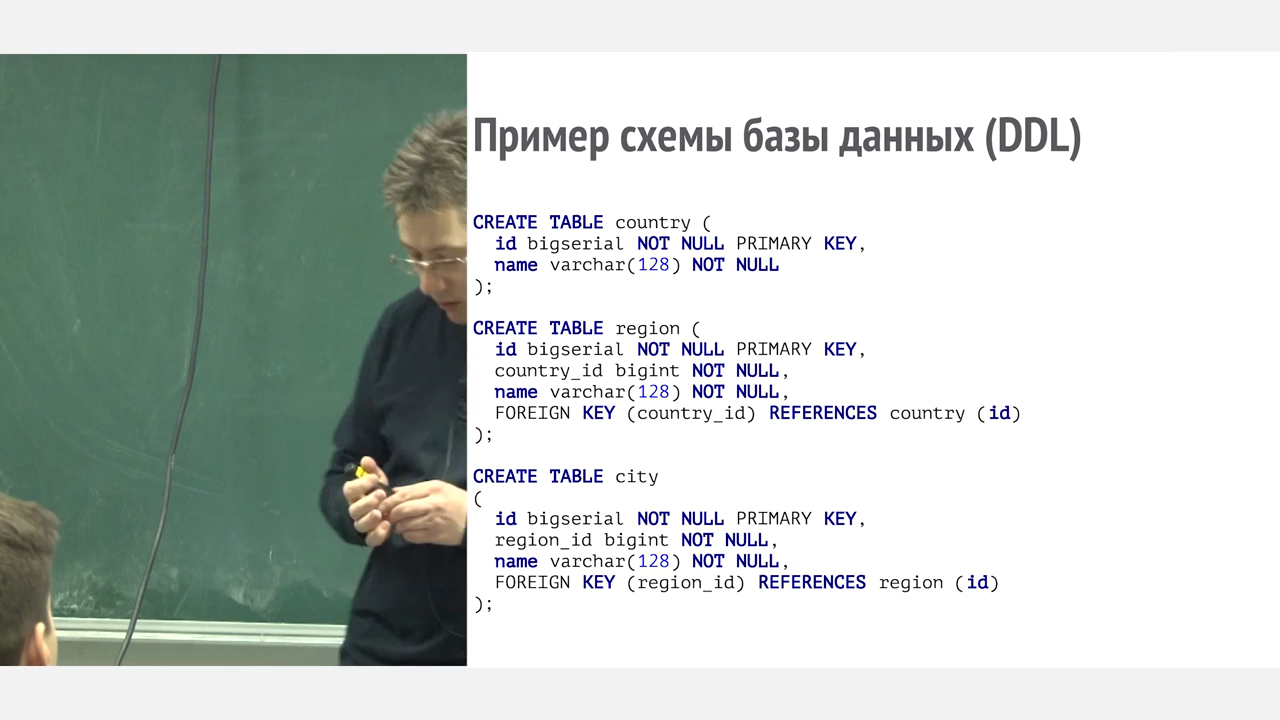 Пример схемы базы данных (DDL)
CREATE TABLE country (
  id bigserial NOT NULL PRIMARY KEY,
  name varchar(128) NOT NULL
);
CREATE TABLE region (
  id bigserial NOT NULL PRIMARY KEY,
  country_id bigint NOT NULL,
  name varchar(128) NOT NULL,
  FOREIGN KEY (country_id) REFERENCES country (id)
);
CREATE TABLE city
(
  id bigserial NOT NULL PRIMARY KEY,
  region_id bigint NOT NULL,
  name varchar(128) NOT NULL,
  FOREIGN KEY (region_id) REFERENCES region (id)
);